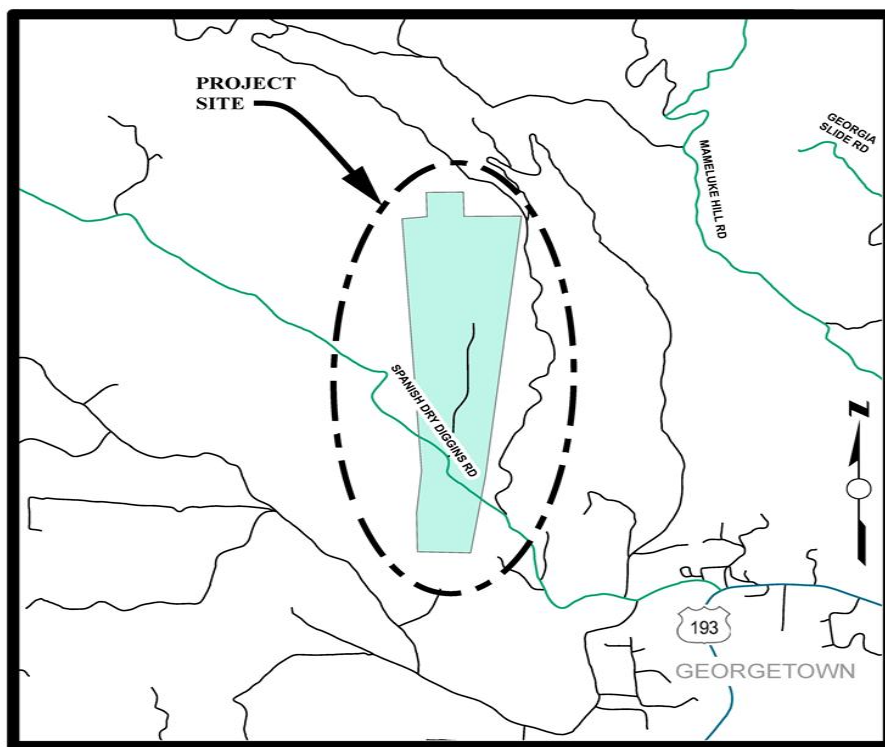 PROJECT
SITE
GEORGIA
SLIDE RD
MAMELUKE HILL RD
SPANISH DRY DIGGINS RD
N
193
GEORGETOWN